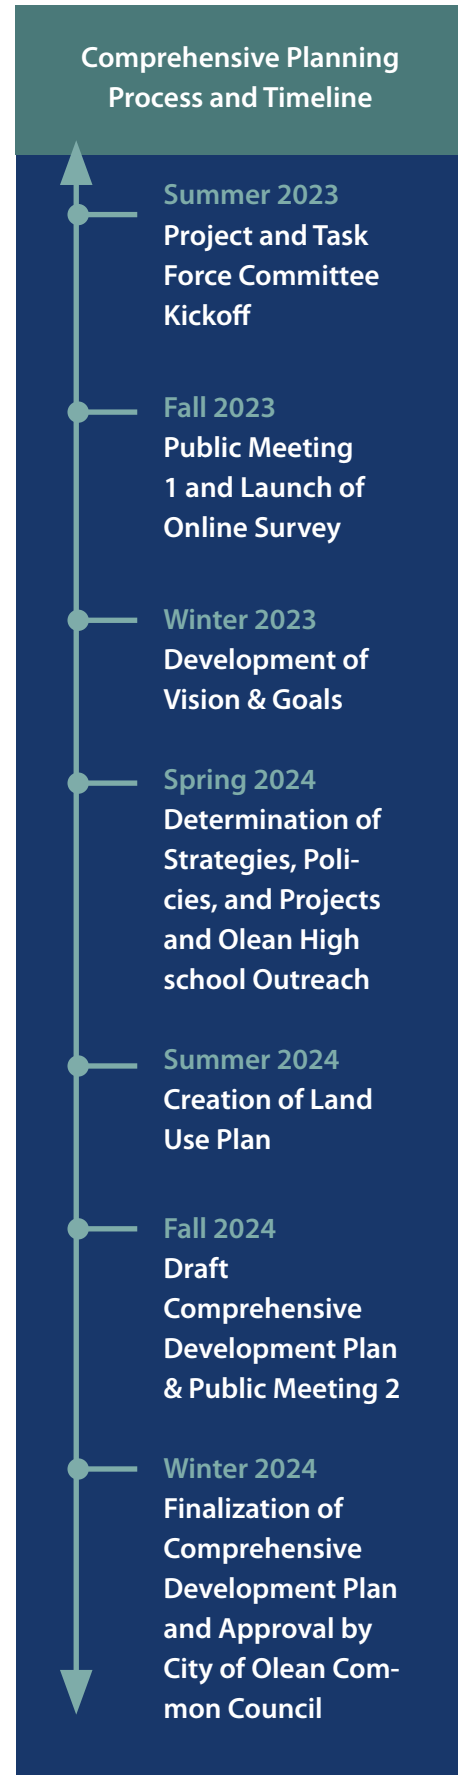 Comprehensive Planning
Process and Timeline
Summer 2023
Project and Task
Force Committee
Kickoff
Fall 2023
Public Meeting
1 and Launch of
Online Survey
Winter 2023
Development of
Vision & Goals
Spring 2024
Determination of
Strategies, Poli-
cies, and Projects
and Olean High
school Outreach
Summer 2024
Creation of Land
Use Plan
Fall 2024
Draft
Comprehensive
Development Plan
& Public Meeting 2
Winter 2024
Finalization of
Comprehensive
Development Plan
and Approval by
City of Olean Com-
mon Council